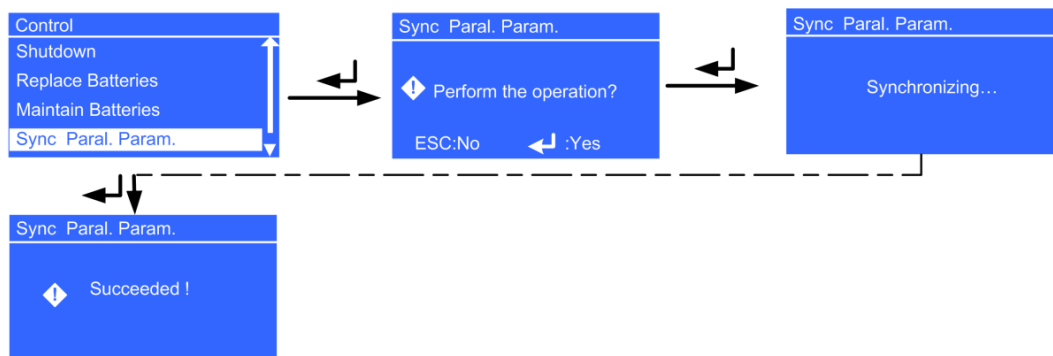 Control
Shutdown
Replace Batteries
Maintain Batteries
Sync Paral. Param.
Sync Paral. Param.
Perform the operation?
ESC:No :Yes
Sync Paral. Param.
Synchronizing...
Sync Paral. Param.
Succeeded !